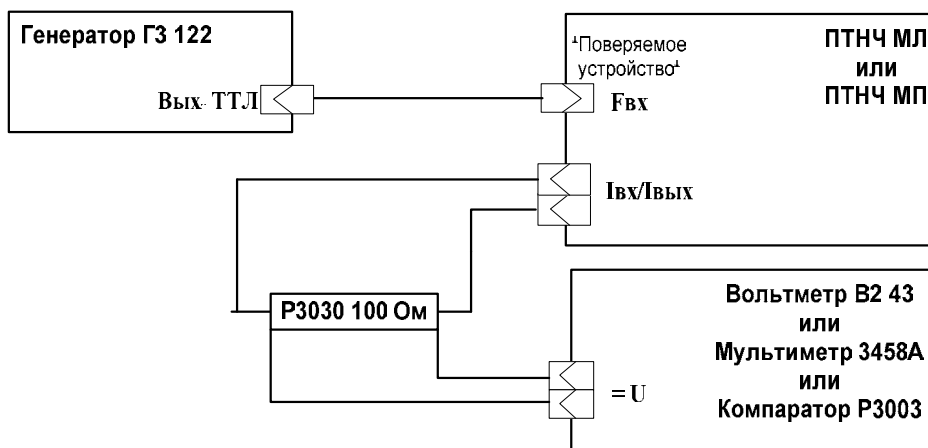 Генератор Г3 122
Вых. ТТЛ
┴Поверяемое
устройство┴
ПТНЧ МЛ
или
ПТНЧ МП
Fвх
Iвх/Iвых
Р3030 100 Ом
Вольтметр В2 43
или
Мультиметр 3458А
или
Компаратор Р3003
= U